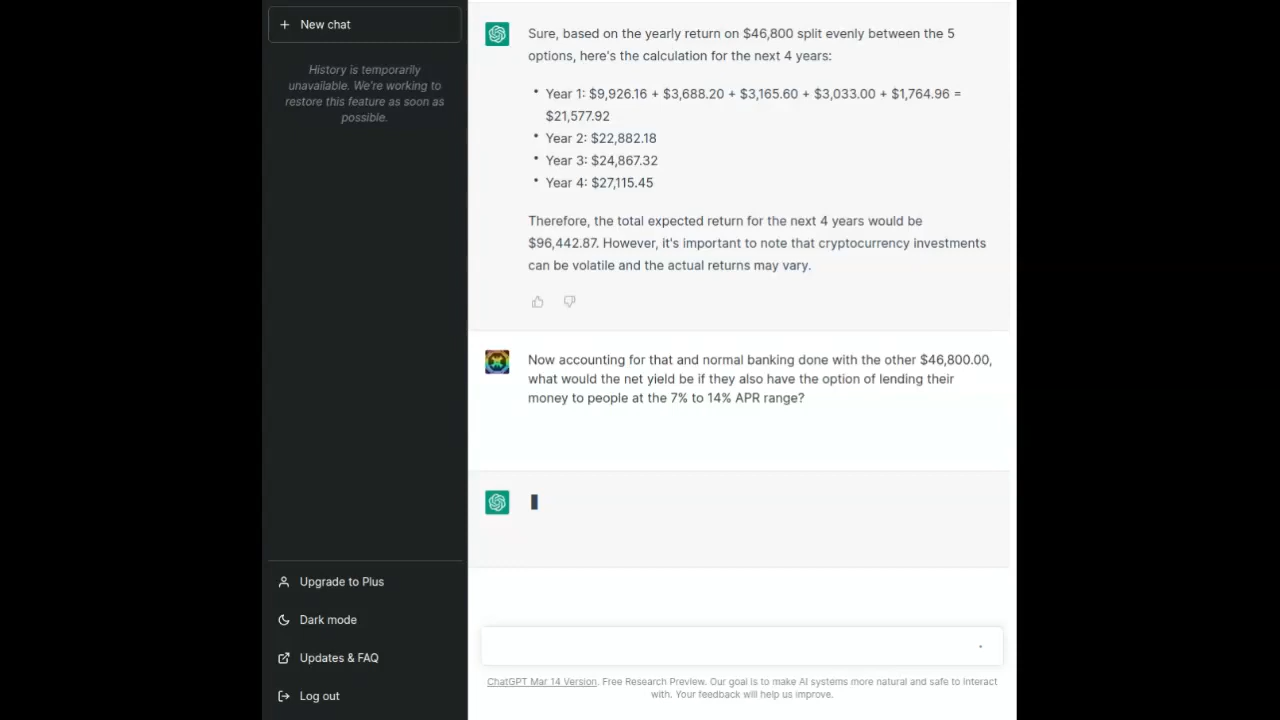 New chat
History is temporarily
unavailable. We're working to
restore this feature as soon as
possible.
Upgrade to Plus
Dark mode
Updates & FAQ
Log out
Sure, based on the yearly return on $46,800 split evenly between the 5
options, here's the calculation for the next 4 years:
• Year 1: $9,926.16 + $3,688.20 + $3,165.60 + $3,033.00 + $1,764.96 =
$21,577.92
• Year 2: $22,882.18
• Year 3: $24,867.32
• Year 4: $27,115.45
Therefore, the total expected return for the next 4 years would be
$96,442.87. However, it's important to note that cryptocurrency investments
can be volatile and the actual returns may vary.
Now accounting for that and normal banking done with the other $46,800.00,
what would the net yield be if they also have the option of lending their
money to people at the 7% to 14% APR range?
ChatGPT Mar 14 Version. Free Research Preview. Our goal is to make AI systems more natural and safe to interact
with. Your feedback will help us improve.